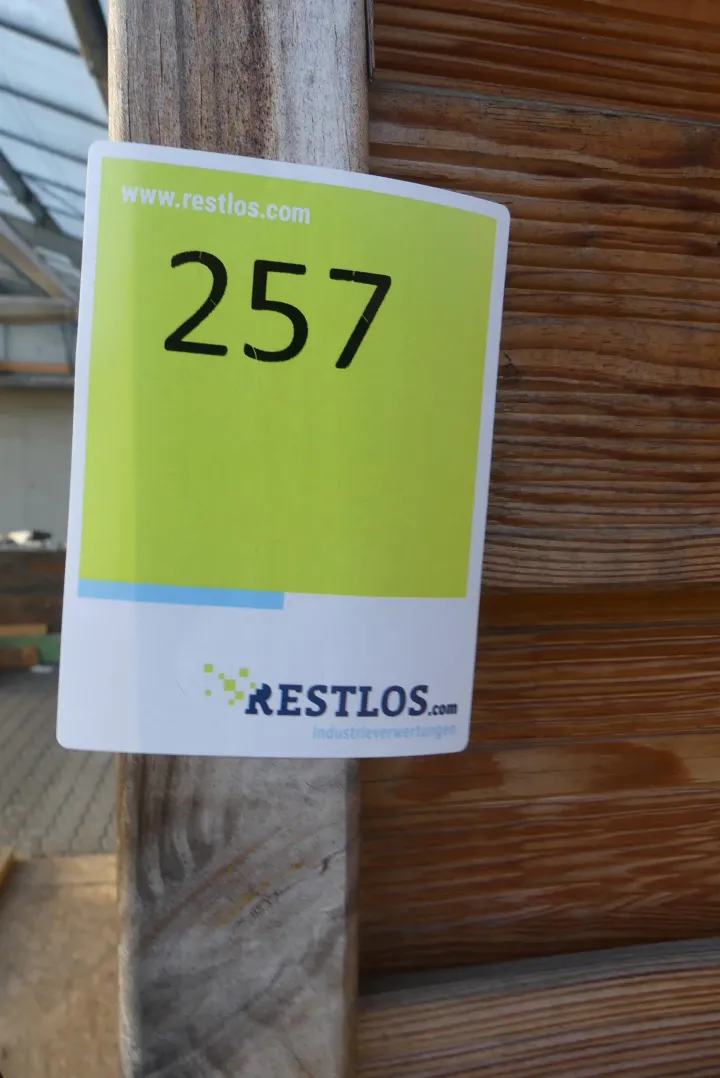 www.restlos.com
257
RESTLOS.com
Industrieverwertungen